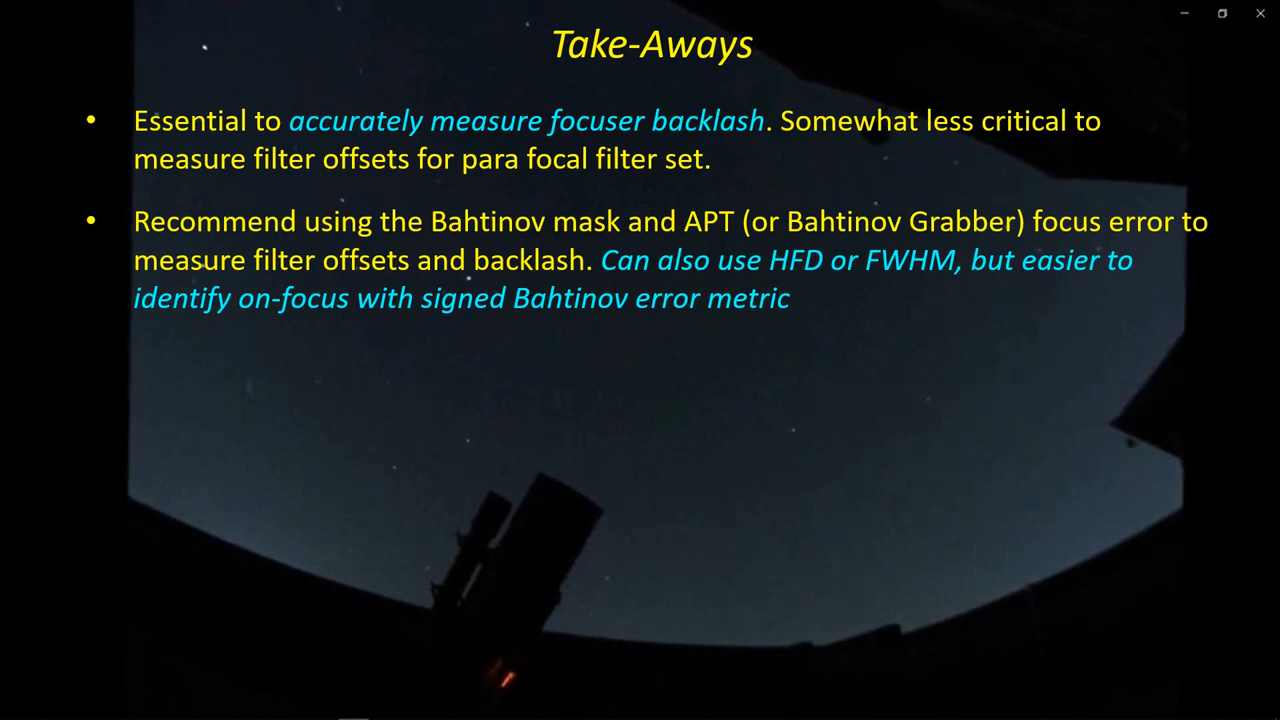 Take-Aways
• Essential to accurately measure focuser backlash. Somewhat less critical to
measure filter offsets for para focal filter set.
• Recommend using the Bahtinov mask and APT (or Bahtinov Grabber) focus error to
measure filter offsets and backlash. Can also use HFD or FWHM, but easier to
identify on-focus with signed Bahtinov error metric